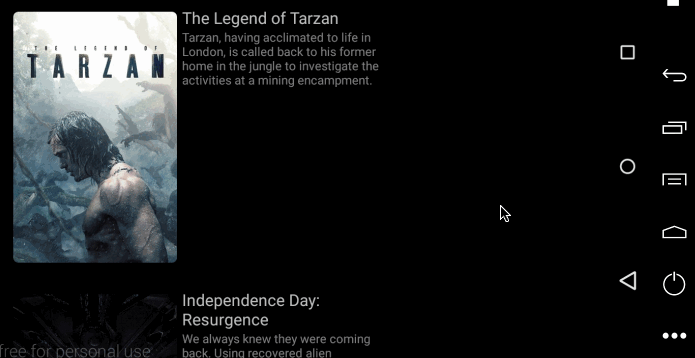 THE LEGEND OF
TARZAN
The Legend of Tarzan
Tarzan, having acclimated to life in
London, is called back to his former
home in the jungle to investigate the
activities at a mining encampment.
Independence Day:
Resurgence
We always knew they were coming
back. Using recovered alien
free for personal use